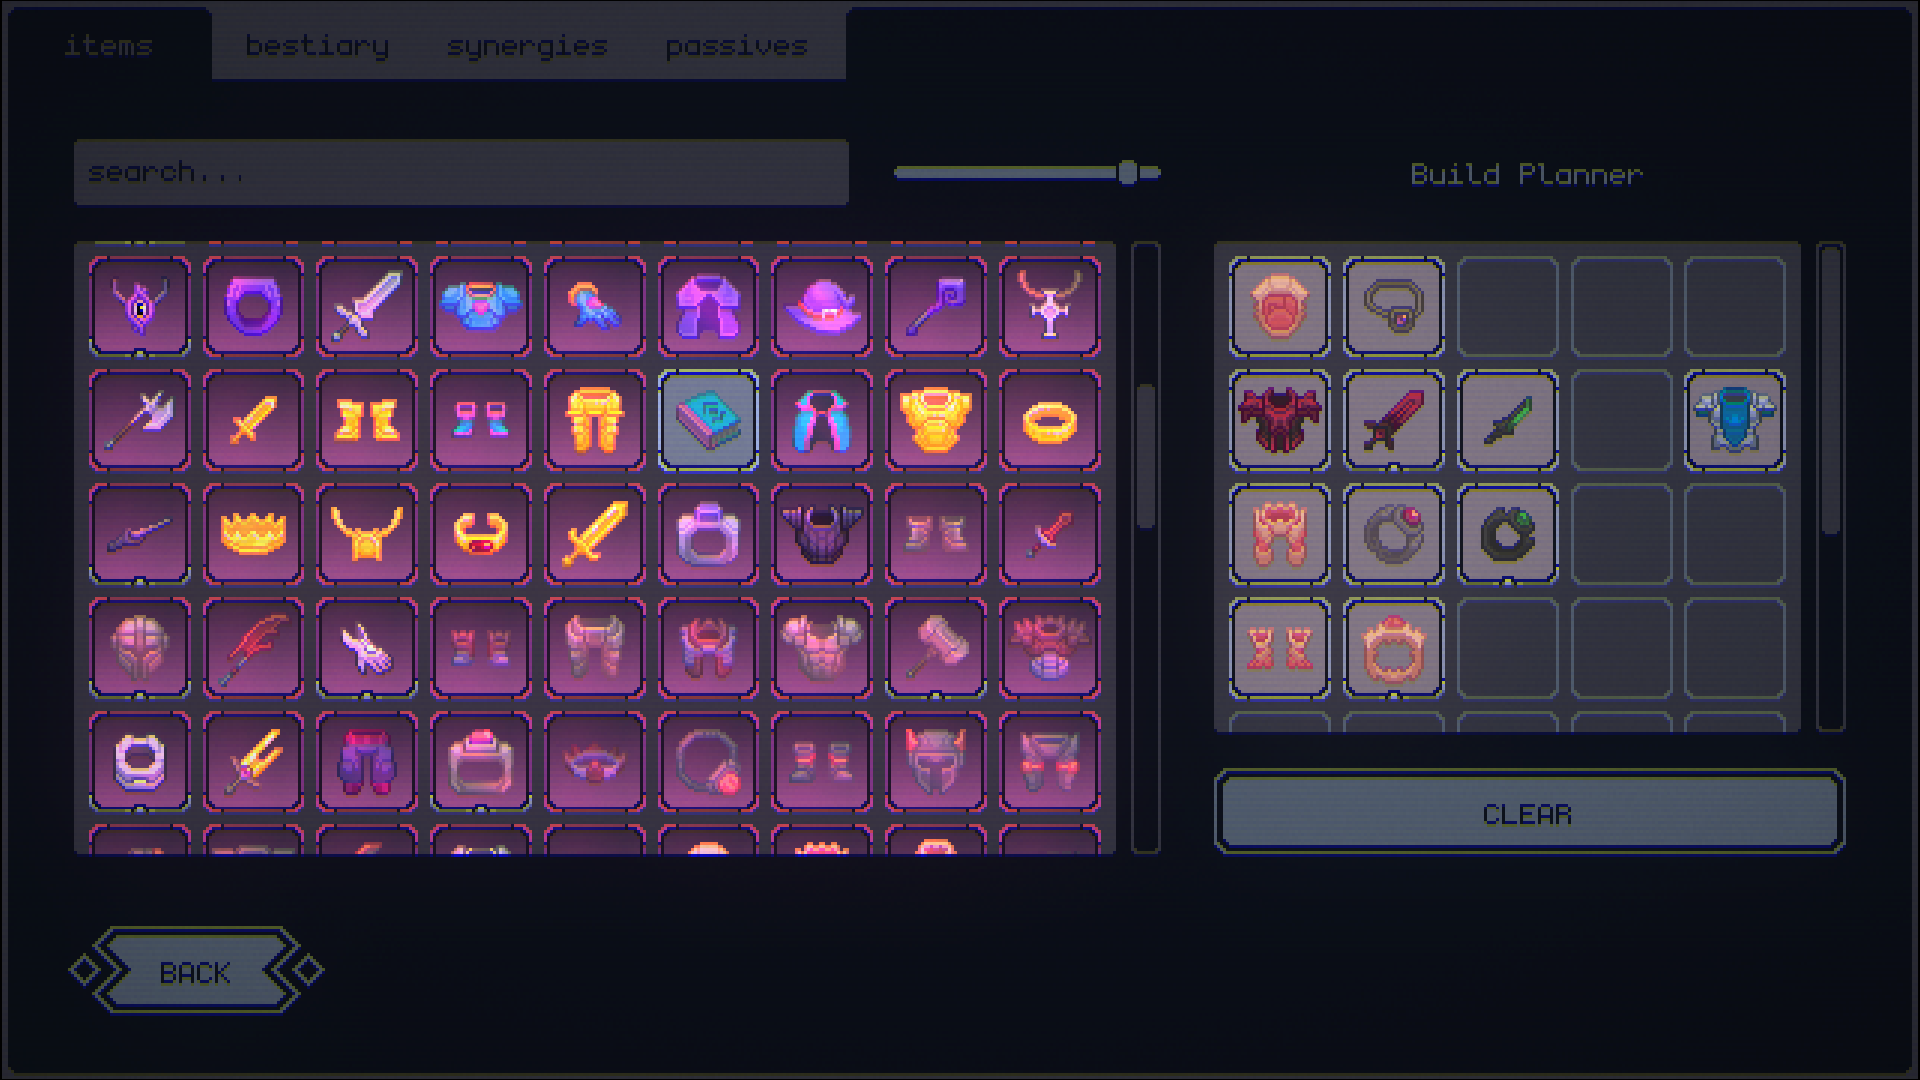 items bestiary synergies passives
search...
Build Planner
CLEAR
BACK